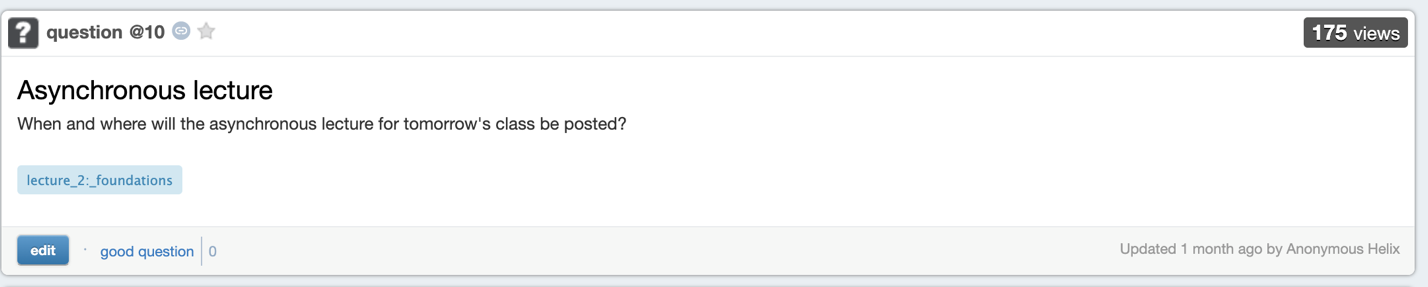 ? question @10
175 views
Asynchronous lecture
When and where will the asynchronous lecture for tomorrow's class be posted?
lecture_2:_foundations
edit · good question 0
Updated 1 month ago by Anonymous Helix